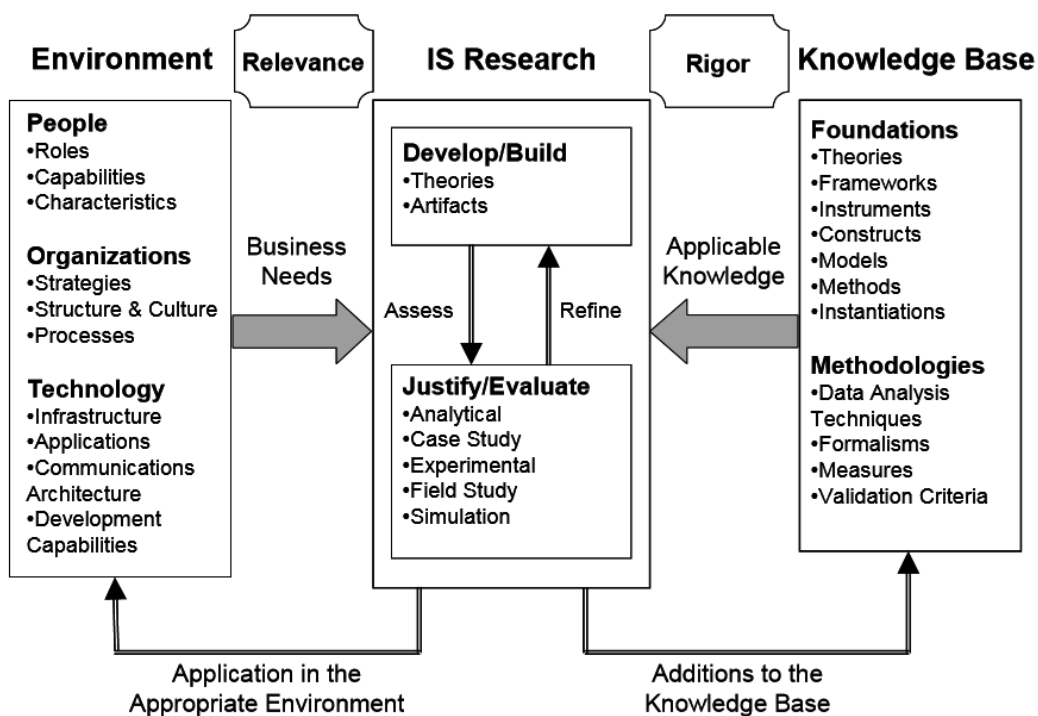 Environment
Relevance
IS Research
Rigor
Knowledge Base
People
•Roles
•Capabilities
•Characteristics
Organizations
•Strategies
•Structure & Culture
•Processes
Technology
•Infrastructure
•Applications
•Communications
Architecture
•Development
Capabilities
Business
Needs
Develop/Build
•Theories
•Artifacts
Assess
Refine
Justify/Evaluate
•Analytical
•Case Study
•Experimental
•Field Study
•Simulation
Applicable
Knowledge
Foundations
•Theories
•Frameworks
•Instruments
•Constructs
•Models
•Methods
•Instantiations
Methodologies
•Data Analysis
Techniques
•Formalisms
•Measures
•Validation Criteria
Application in the
Appropriate Environment
Additions to the
Knowledge Base